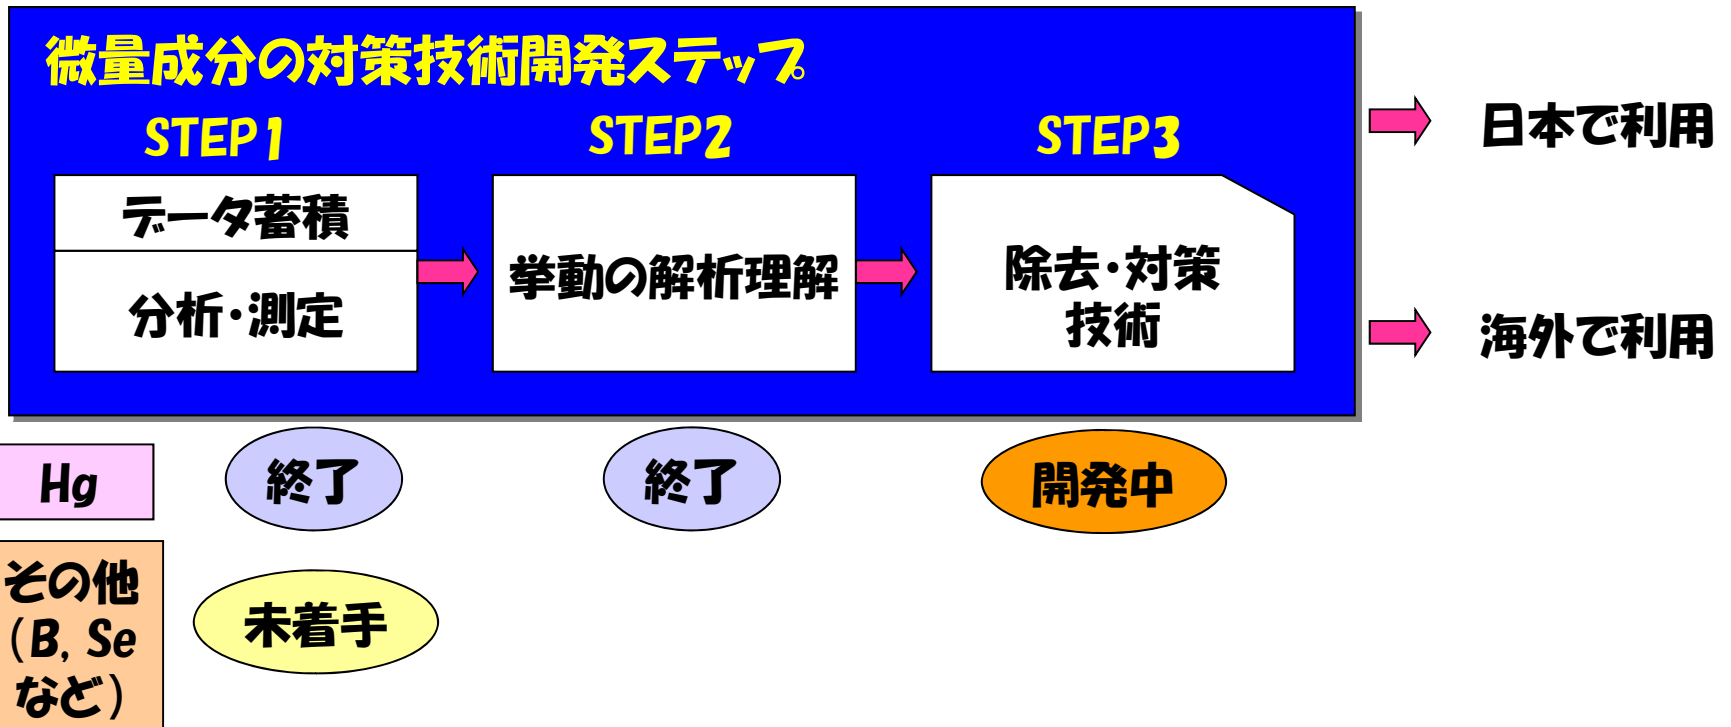 微量成分の対策技術開発ステップ
STEP1
STEP2
STEP3
データ蓄積
分析・測定
挙動の解析理解
除去・対策
技術
日本で利用
海外で利用
Hg
終了
終了
開発中
その他
(B, Se
など)
未着手